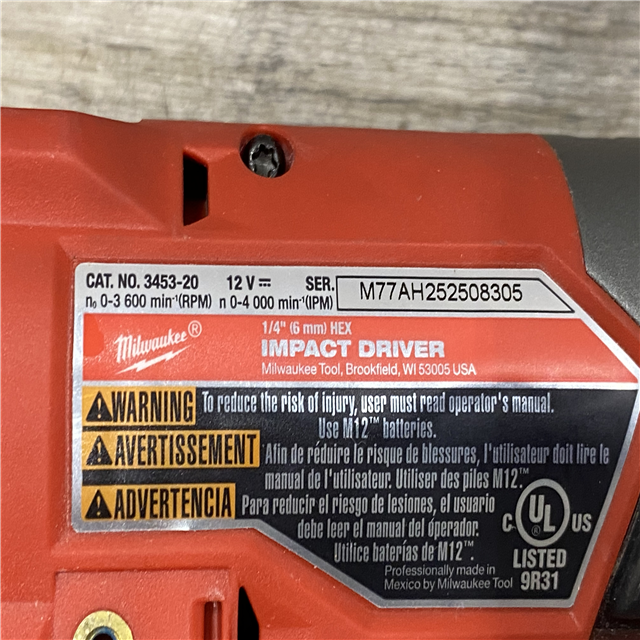 CAT. NO. 3453-20 12 V SER. M77AH252508305
n₀ 0-3 600 min⁻¹(RPM) n 0-4 000 min⁻¹(IPM)
Milwaukee®
1/4" (6 mm) HEX
IMPACT DRIVER
Milwaukee Tool, Brookfield, WI 53005 USA
WARNING To reduce the risk of injury, user must read operator's manual.
Use M12™ batteries.
AVERTISSEMENT Afin de réduire le risque de blessures, l'utilisateur doit lire le
manual de l'utilisateur. Utiliser des piles M12™.
ADVERTENCIA Para reducir el riesgo de lesiones, el usuario
debe leer el manual del óperador.
Utilice baterías de M12™.
C UL US
LISTED
9R31
Professionally made in
Mexico by Milwaukee Tool